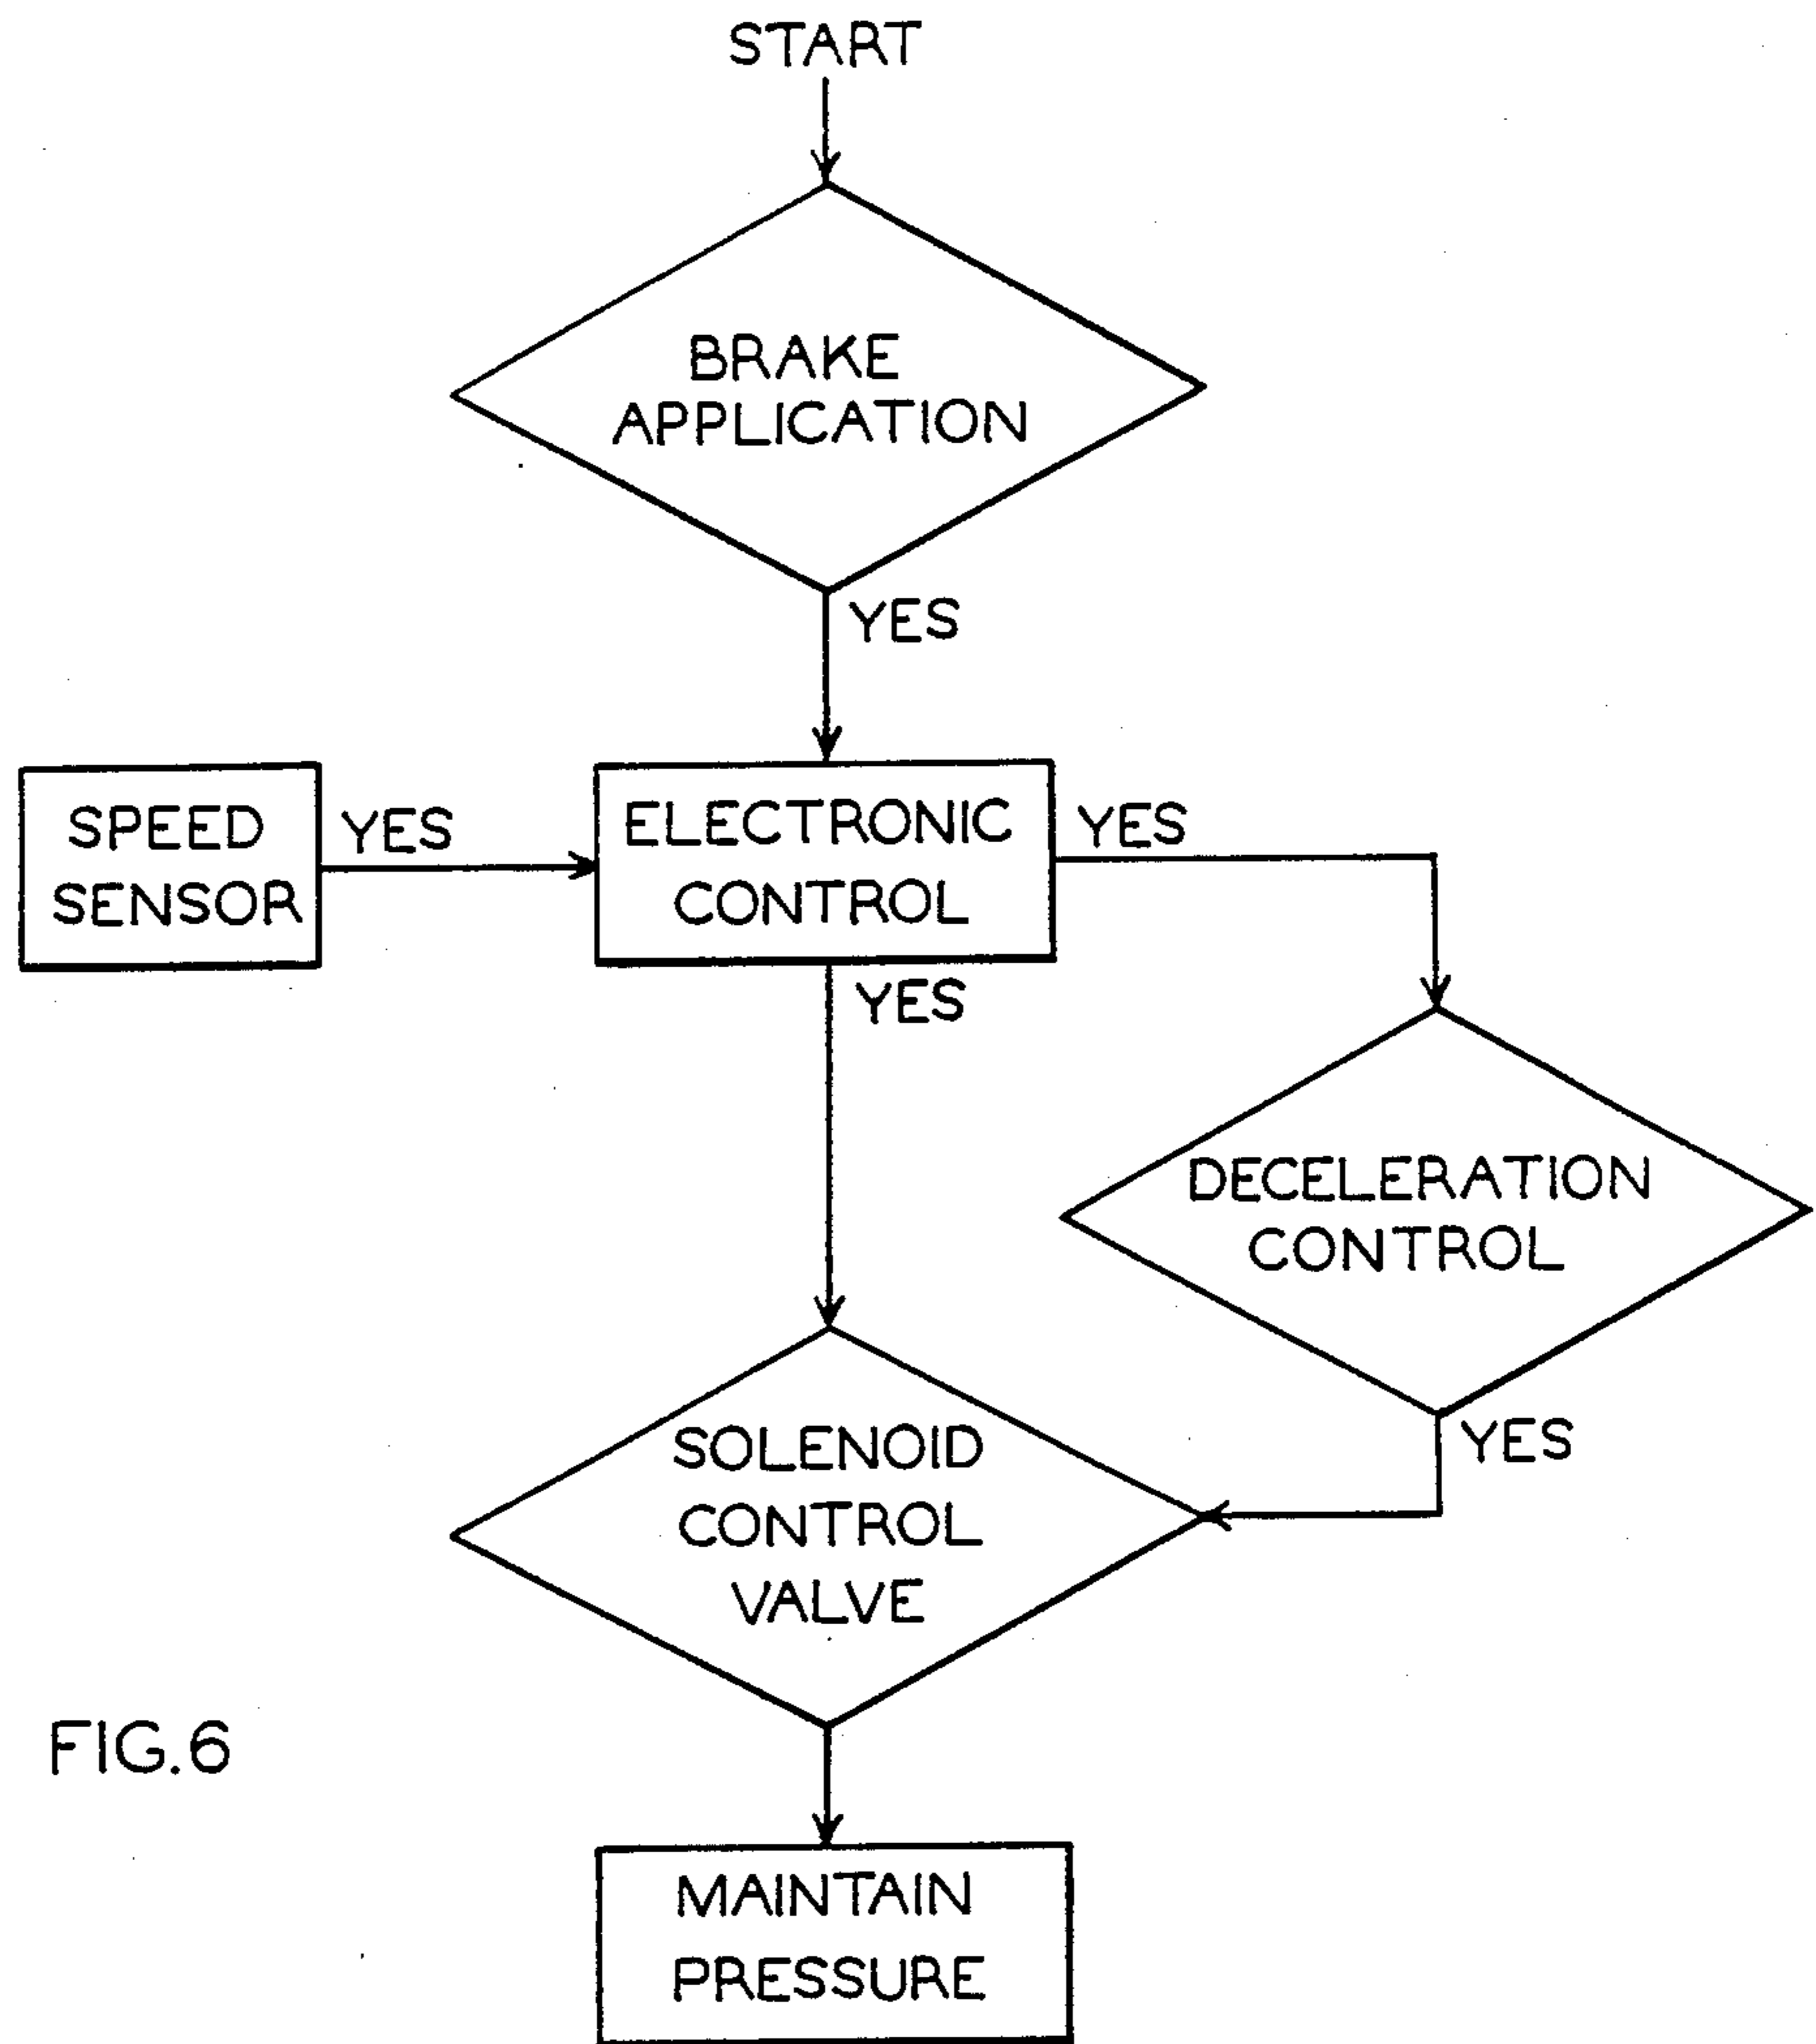 START
BRAKE
APPLICATION
YES
SPEED
SENSOR
YES
ELECTRONIC
CONTROL
YES
YES
DECELERATION
CONTROL
YES
SOLENOID
CONTROL
VALVE
FIG.6
MAINTAIN
PRESSURE